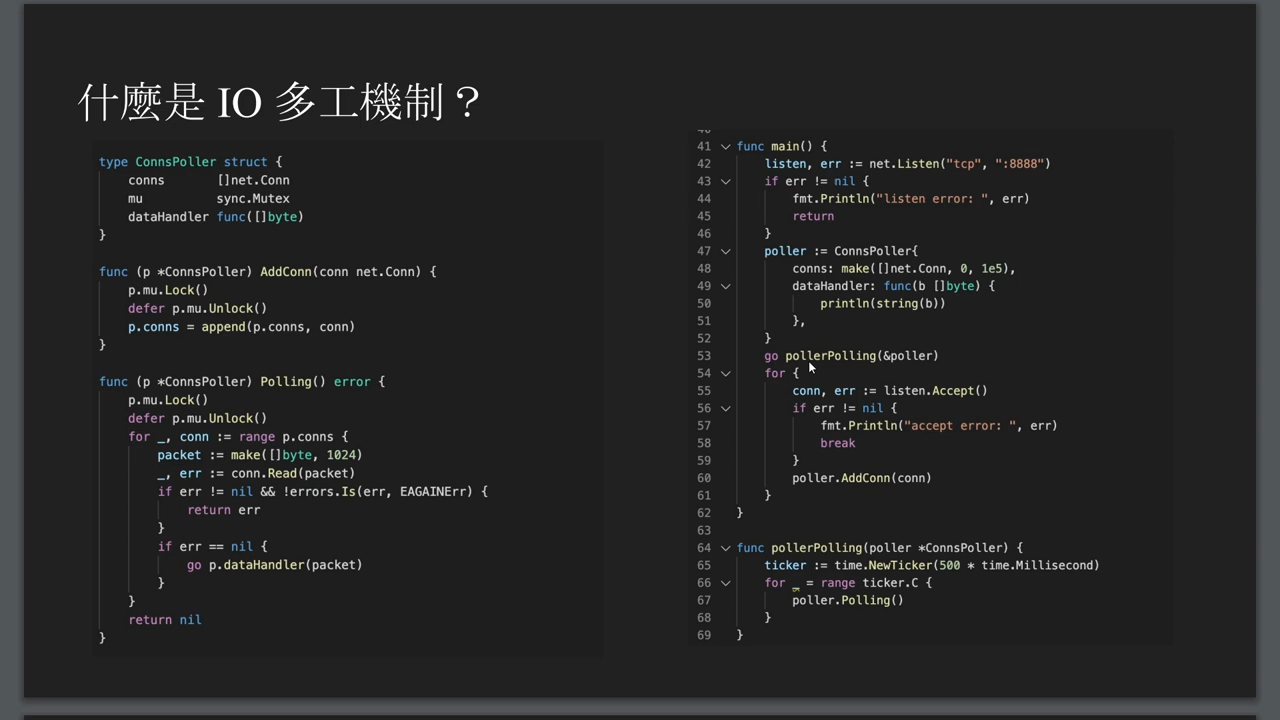 什麼是 IO 多工機制？
type ConnsPoller struct {
conns []net.Conn
mu sync.Mutex
dataHandler func([]byte)
}
func (p *ConnsPoller) AddConn(conn net.Conn) {
p.mu.Lock()
defer p.mu.Unlock()
p.conns = append(p.conns, conn)
}
func (p *ConnsPoller) Polling() error {
p.mu.Lock()
defer p.mu.Unlock()
for _, conn := range p.conns {
packet := make([]byte, 1024)
_, err := conn.Read(packet)
if err != nil && !errors.Is(err, EAGAINErr) {
return err
}
if err == nil {
go p.dataHandler(packet)
}
}
return nil
}
41 func main() {
42 listen, err := net.Listen("tcp", ":8888")
43 if err != nil {
44 fmt.Println("listen error: ", err)
45 return
46 }
47 poller := ConnsPoller{
48 conns: make([]net.Conn, 0, 1e5),
49 dataHandler: func(b []byte) {
50 println(string(b))
51 },
52 }
53 go pollerPolling(&poller)
54 for {
55 conn, err := listen.Accept()
56 if err != nil {
57 fmt.Println("accept error: ", err)
58 break
59 }
60 poller.AddConn(conn)
61 }
62 }
63
64 func pollerPolling(poller *ConnsPoller) {
65 ticker := time.NewTicker(500 * time.Millisecond)
66 for _ = range ticker.C {
67 poller.Polling()
68 }
69 }